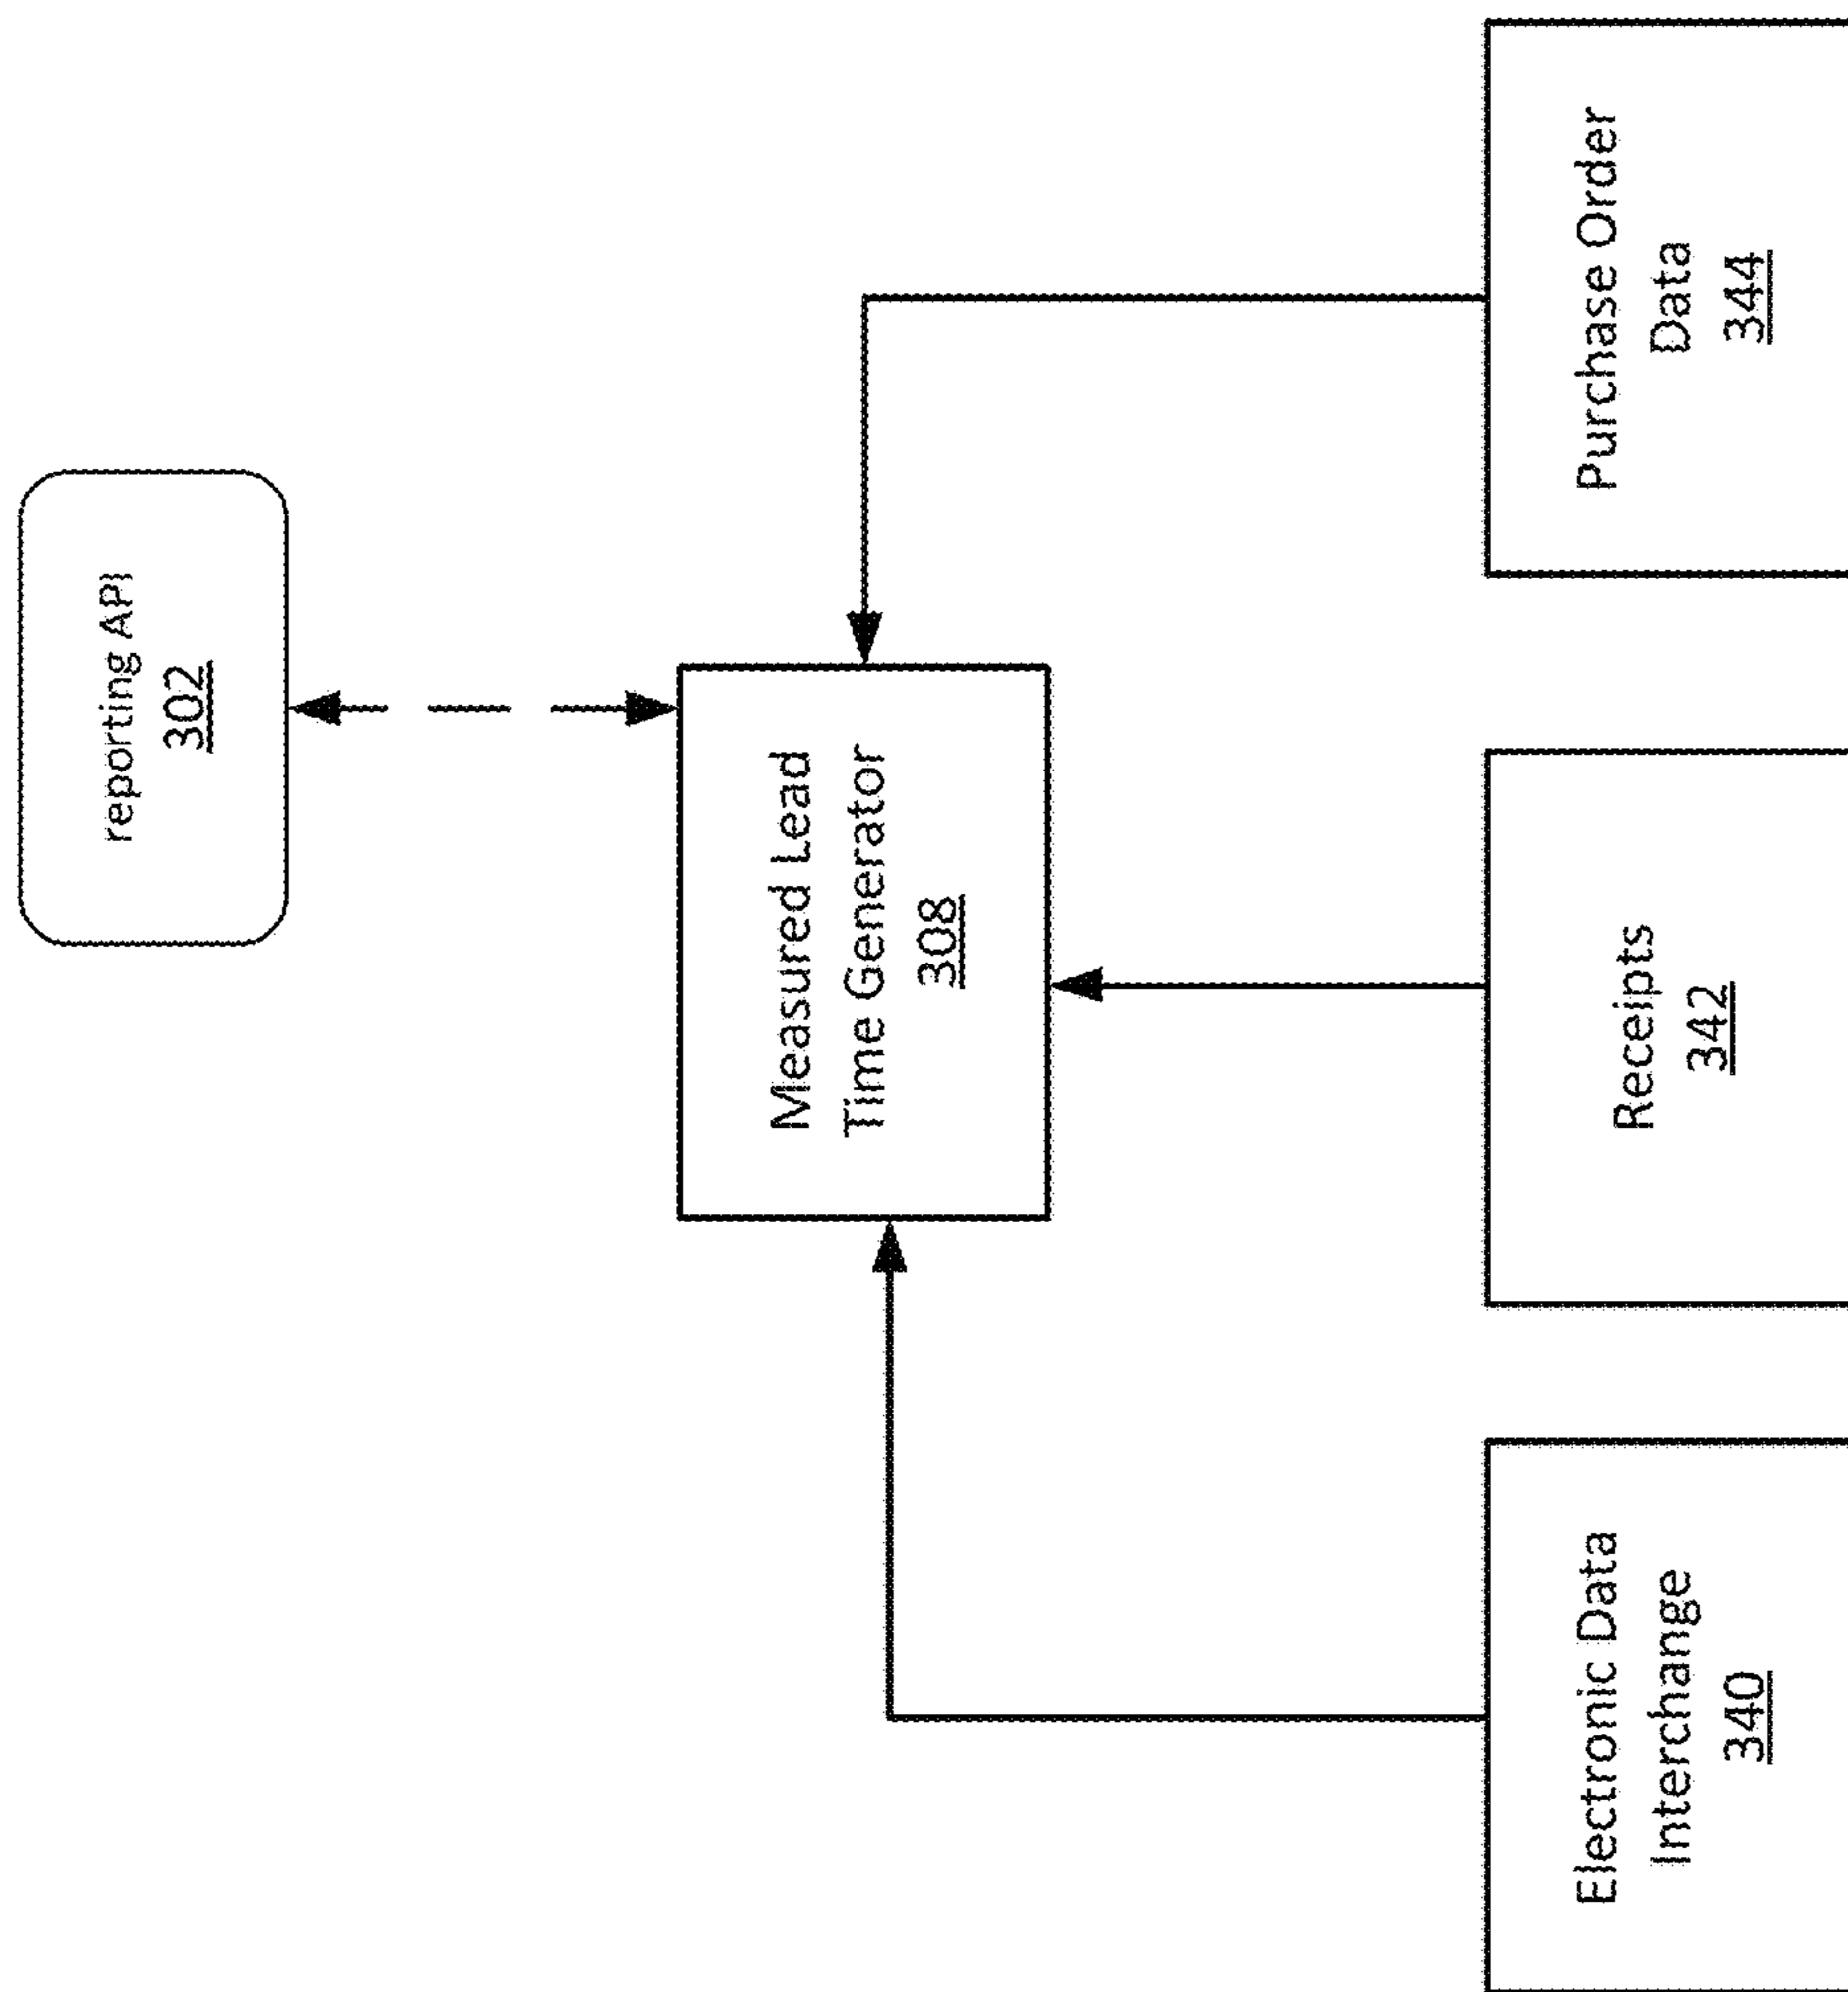 reporting API
302
Measured Lead
Time Generator
308
Electronic Data
Interchange
340
Receipts
342
Purchase Order
Data
344